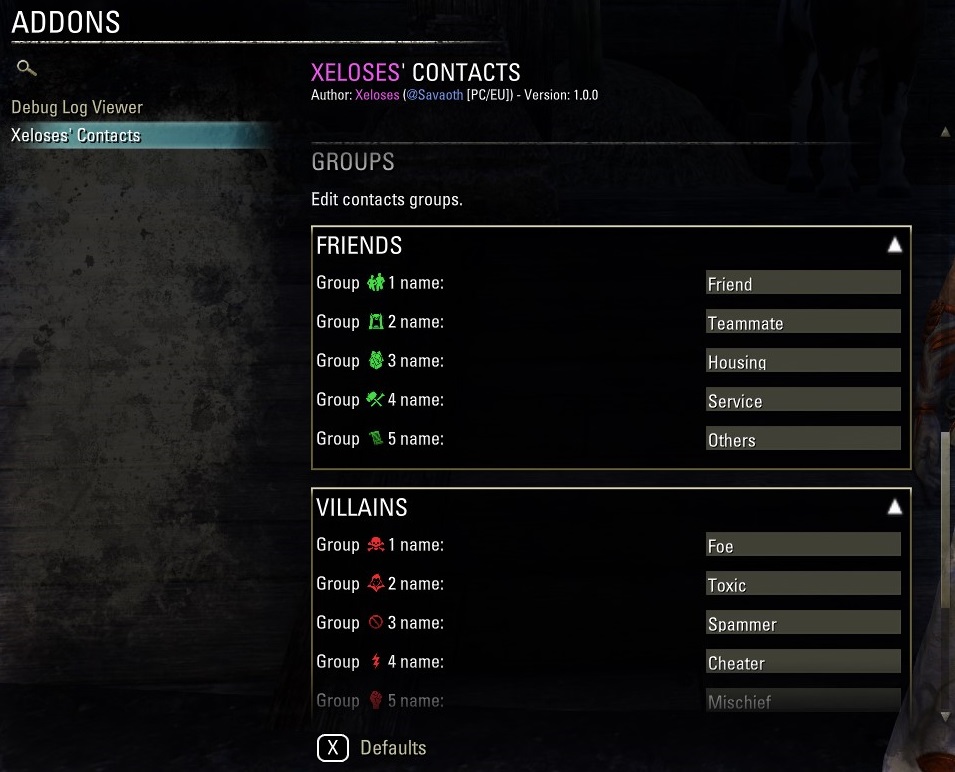 ADDONS
Debug Log Viewer
Xeloses' Contacts
XELOSES' CONTACTS
Author: Xeloses (@Savaoth [PC/EU]) - Version: 1.0.0
GROUPS
Edit contacts groups.
FRIENDS
Group 1 name: Friend
Group 2 name: Teammate
Group 3 name: Housing
Group 4 name: Service
Group 5 name: Others
VILLAINS
Group 1 name: Foe
Group 2 name: Toxic
Group 3 name: Spammer
Group 4 name: Cheater
Group 5 name: Mischief
X Defaults